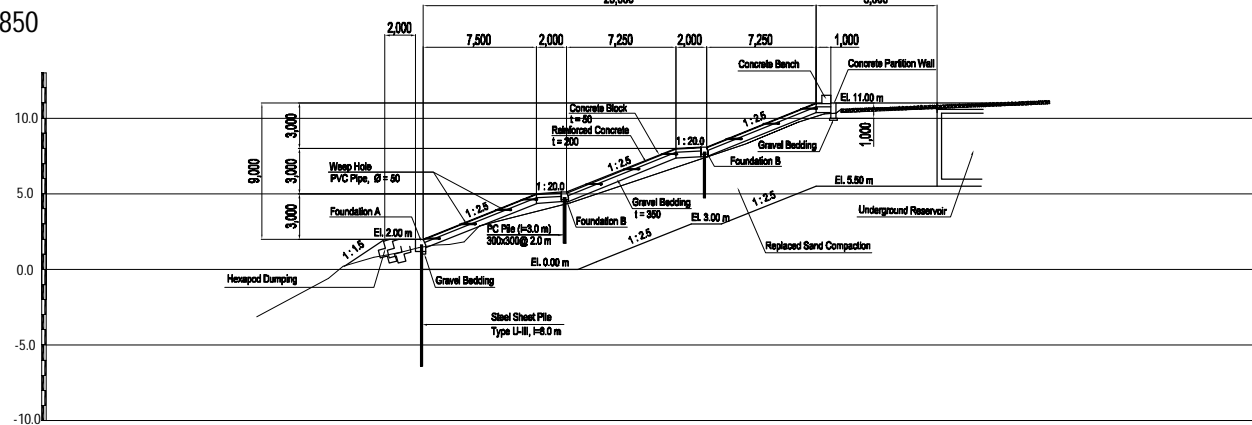 850
2,000
7,500
2,000
7,250
2,000
7,250
1,000
Concrete Bench
Concrete Partition Wall
El. 11.00 m
10.0
5.0
0.0
-5.0
-10.0
9,000
3,000
3,000
3,000
1,000
Concrete Block
t = 50
Reinforced Concrete
t = 200
1 : 2.5
1 : 20.0
Gravel Bedding
Foundation B
Weep Hole
PVC Pipe, Ø = 50
1 : 2.5
1 : 20.0
1 : 2.5
Gravel Bedding
t = 350
El. 5.50 m
1 : 2.5
Underground Reservoir
Foundation A
El. 2.00 m
PC Pile (l=3.0 m)
300x300@ 2.0 m
Foundation B
El. 3.00 m
1 : 2.5
Replaced Sand Compaction
1 : 1.5
El. 0.00 m
Hexapod Dumping
Gravel Bedding
Steel Sheet Pile
Type U-III, l=8.0 m